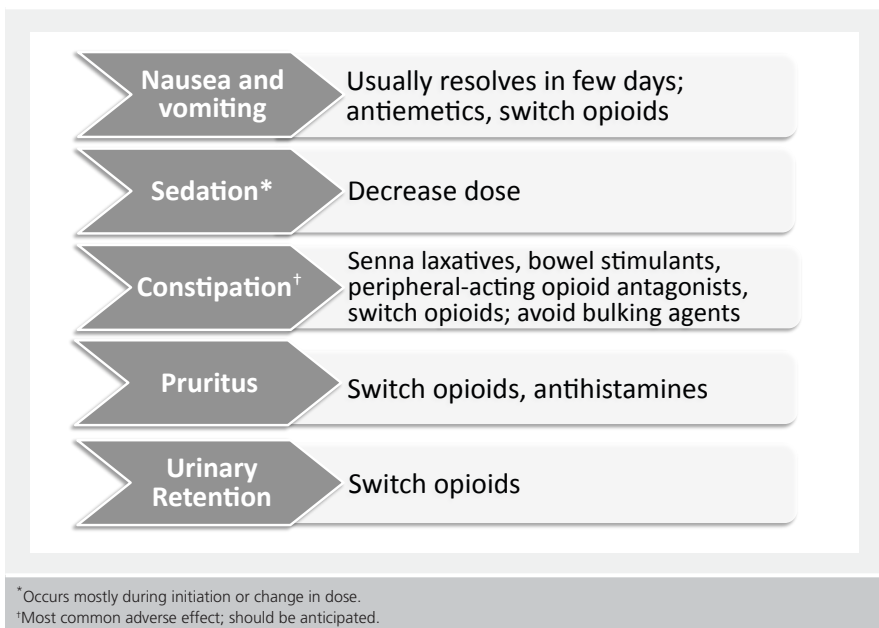 Nausea and
vomiting
Usually resolves in few days;
antiemetics, switch opioids
Sedation*
Decrease dose
Constipation†
Senna laxatives, bowel stimulants,
peripheral-acting opioid antagonists,
switch opioids; avoid bulking agents
Pruritus
Switch opioids, antihistamines
Urinary
Retention
Switch opioids
*Occurs mostly during initiation or change in dose.
†Most common adverse effect; should be anticipated.